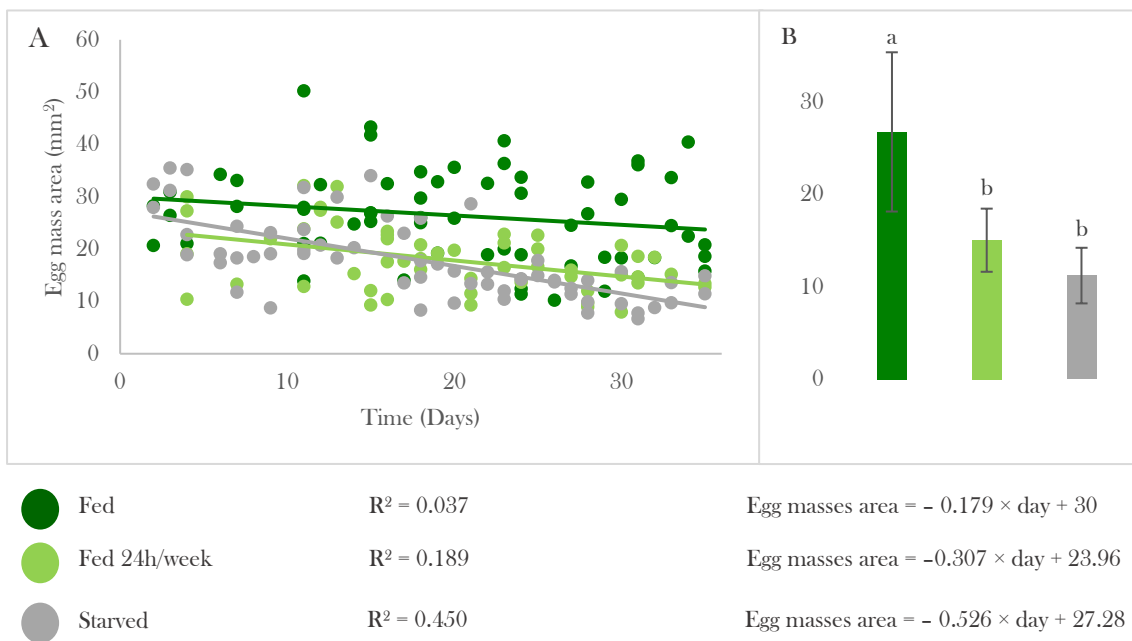 A
B
60
50
40
30
20
10
0
Egg mass area (mm²)
0 10 20 30
Time (Days)
30
20
10
0
a
b
b
Fed R² = 0.037 Egg masses area = – 0.179 × day + 30
Fed 24h/week R² = 0.189 Egg masses area = –0.307 × day + 23.96
Starved R² = 0.450 Egg masses area = – 0.526 × day + 27.28